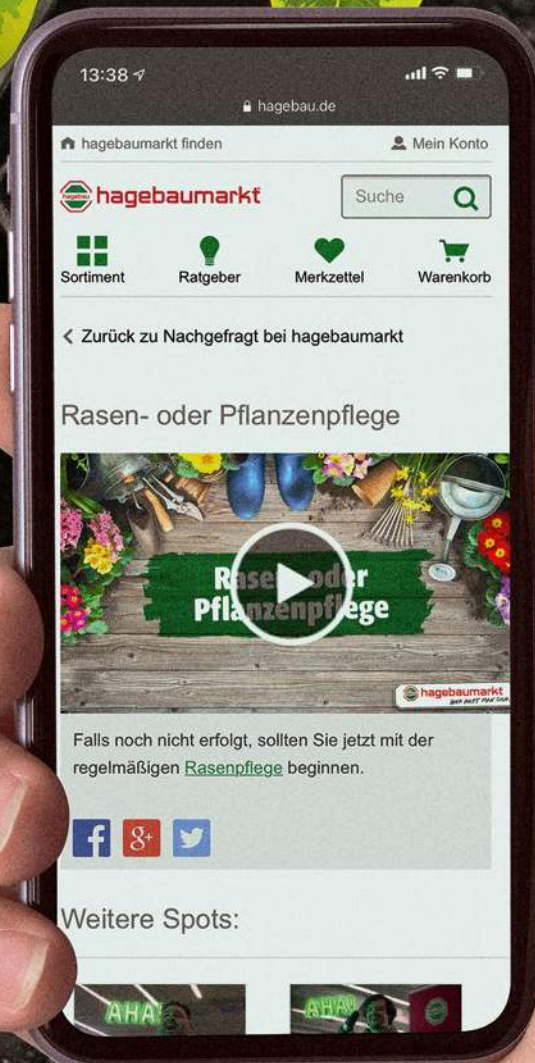 13:38
hagebau.de
hagebaumarkt finden
Mein Konto
hagebau
hagebaumarkt
Suche
Sortiment
Ratgeber
Merkzettel
Warenkorb
Zurück zu Nachgefragt bei hagebaumarkt
Rasen- oder Pflanzenpflege
Rasen- oder
Pflanzenpflege
hagebaumarkt
Falls noch nicht erfolgt, sollten Sie jetzt mit der
regelmäßigen Rasenpflege beginnen.
f
8+
Weitere Spots:
AHA!
AHA!